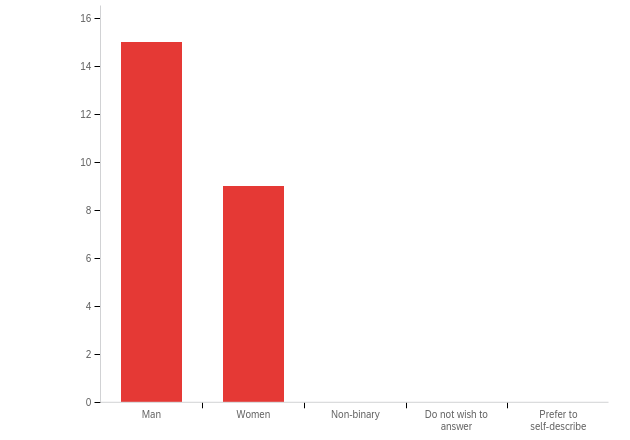 16
14
12
10
8
6
4
2
0
Man
Women
Non-binary
Do not wish to
answer
Prefer to
self-describe